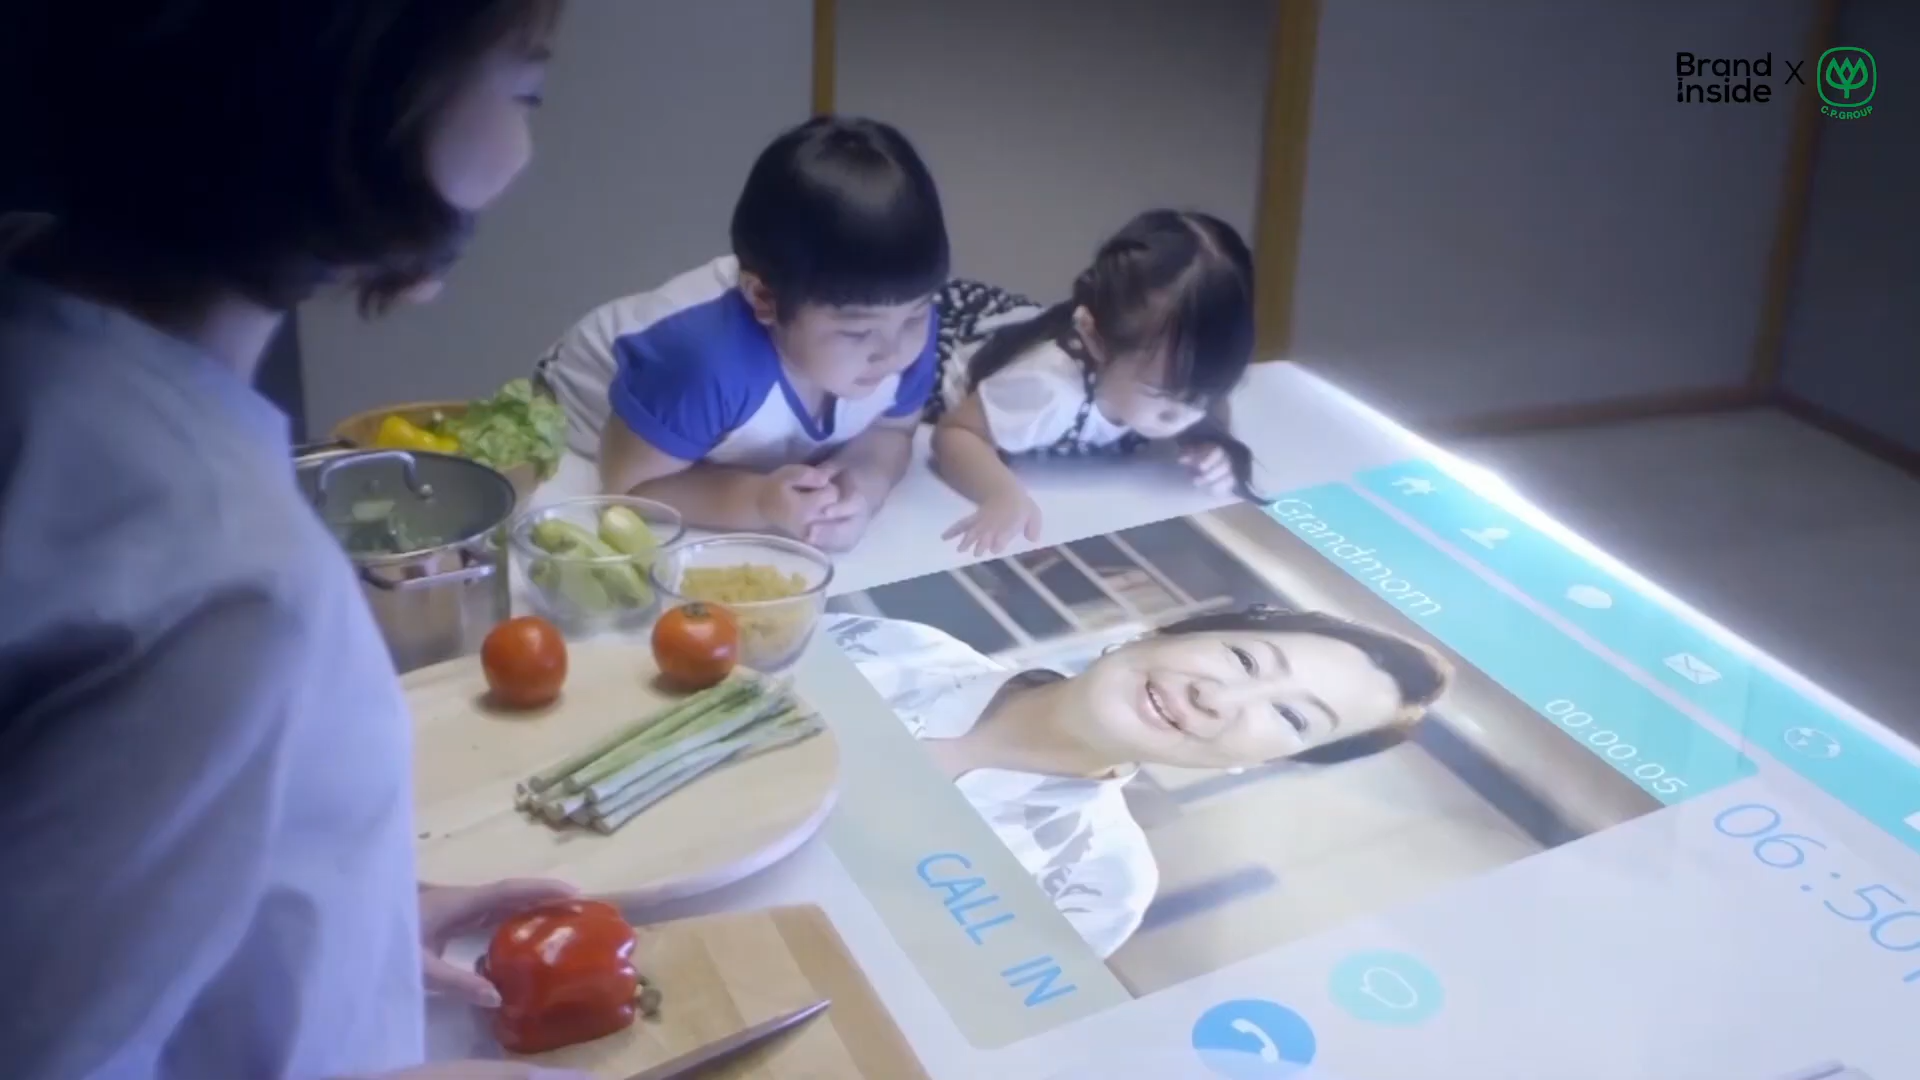 Brand
inside
X
C.P.GROUP
Grandmom
00:00:05
06:50
CALL IN